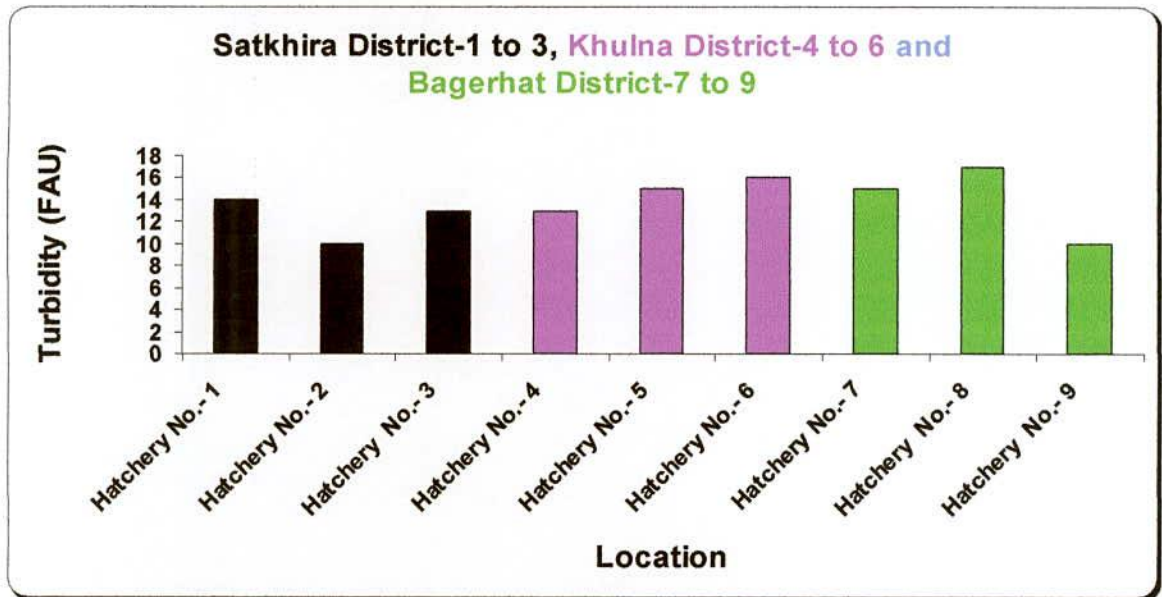 Satkhira District-1 to 3, Khulna District-4 to 6 and
Bagerhat District-7 to 9
Turbidity (FAU)
18
16
14
12
10
8
6
4
2
0
Hatchery No.- 1
Hatchery No.- 2
Hatchery No.- 3
Hatchery No.- 4
Hatchery No.- 5
Hatchery No.- 6
Hatchery No.- 7
Hatchery No.- 8
Hatchery No.- 9
Location